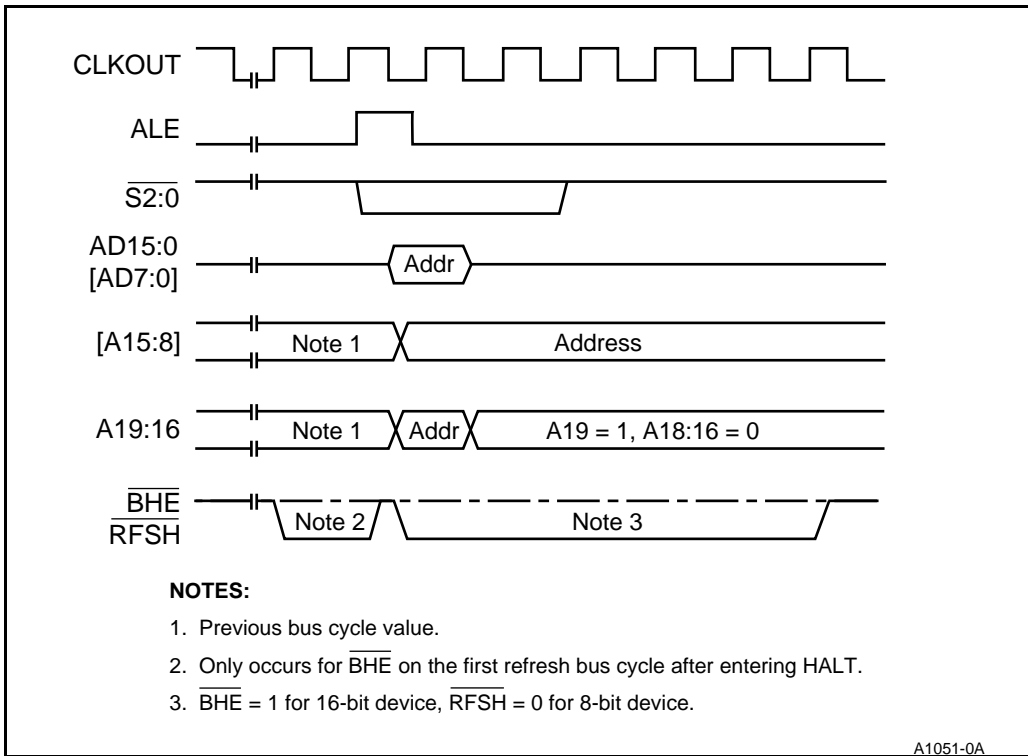 CLKOUT
ALE
S2:0
AD15:0
[AD7:0]
Addr
[A15:8]
Note 1
Address
A19:16
Note 1
Addr
A19 = 1, A18:16 = 0
BHE
RFSH
Note 2
Note 3
NOTES:
1. Previous bus cycle value.
2. Only occurs for BHE on the first refresh bus cycle after entering HALT.
3. BHE = 1 for 16-bit device, RFSH = 0 for 8-bit device.
A1051-0A